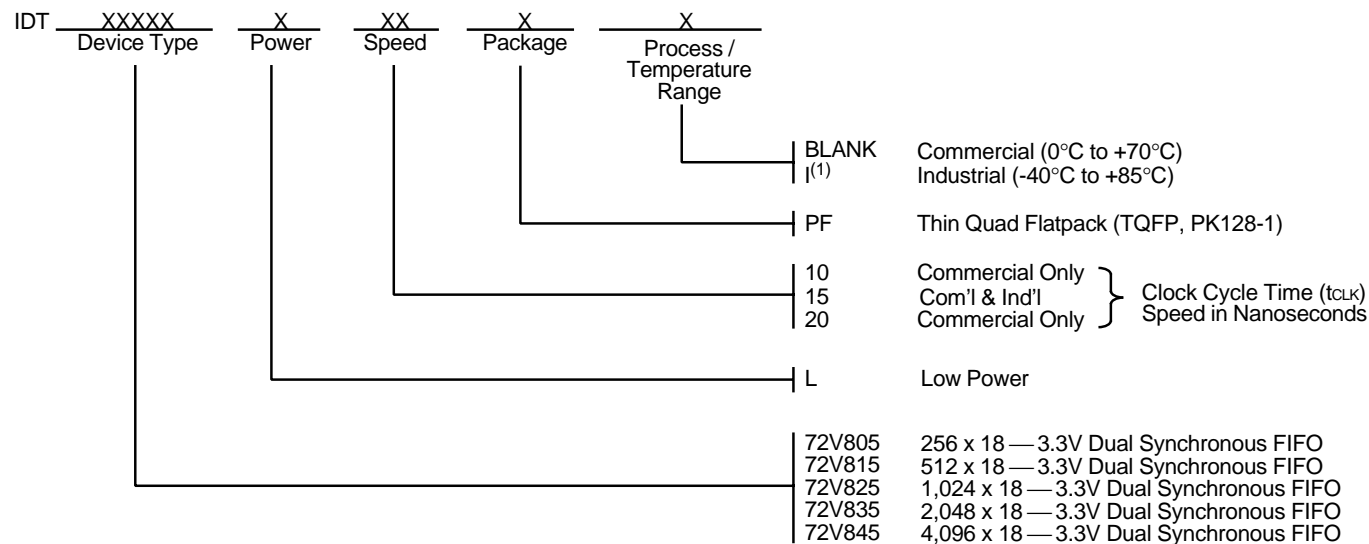 IDT XXXXX X XX X X
Device Type Power Speed Package Process /
Temperature
Range
BLANK Commercial (0°C to +70°C)
I(1) Industrial (-40°C to +85°C)
PF Thin Quad Flatpack (TQFP, PK128-1)
10 Commercial Only
15 Com'l & Ind'l
20 Commercial Only
Clock Cycle Time (tCLK)
Speed in Nanoseconds
L Low Power
72V805 256 x 18 — 3.3V Dual Synchronous FIFO
72V815 512 x 18 — 3.3V Dual Synchronous FIFO
72V825 1,024 x 18 — 3.3V Dual Synchronous FIFO
72V835 2,048 x 18 — 3.3V Dual Synchronous FIFO
72V845 4,096 x 18 — 3.3V Dual Synchronous FIFO